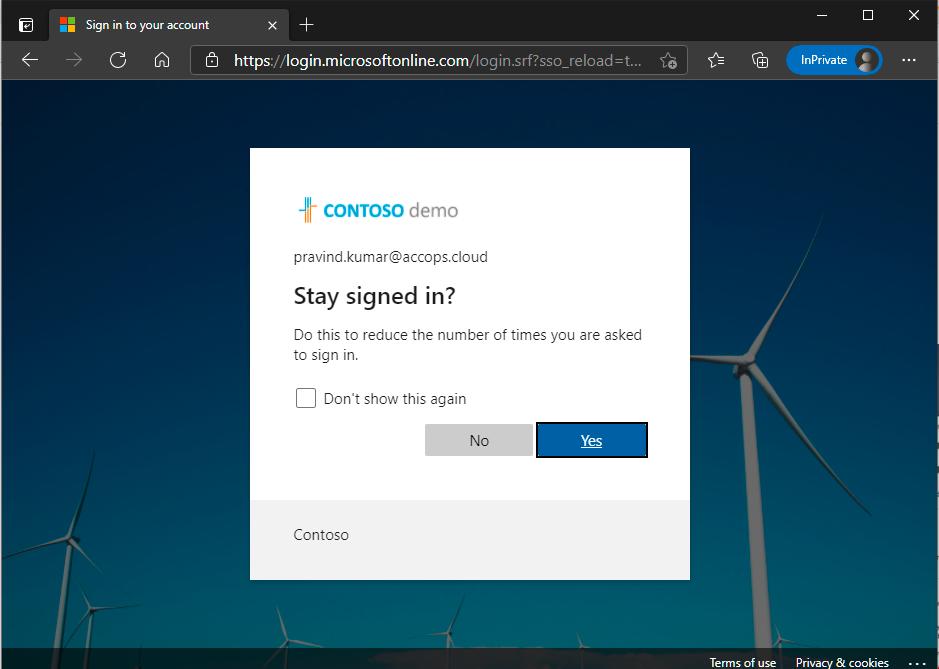 Sign in to your account
https://login.microsoftonline.com/login.srf?sso_reload=t...
InPrivate
CONTOSO demo
pravind.kumar@accops.cloud
Stay signed in?
Do this to reduce the number of times you are asked
to sign in.
Don't show this again
No
Yes
Contoso
Terms of use
Privacy & cookies